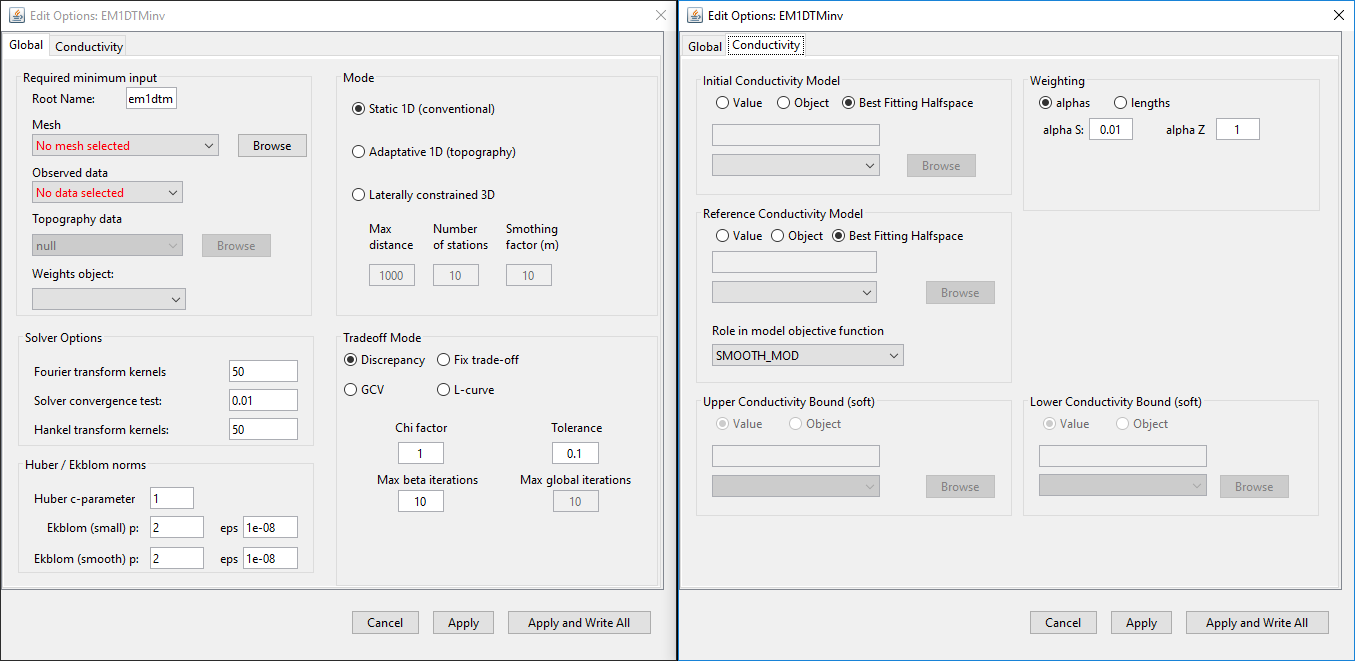 Edit Options: EM1DTMinv
Global Conductivity
Required minimum input
Root Name: em1dtm
Mesh
No mesh selected Browse
Observed data
No data selected
Topography data
null Browse
Weights object:
Solver Options
Fourier transform kernels 50
Solver convergence test: 0.01
Hankel transform kernels: 50
Huber / Ekblom norms
Huber c-parameter 1
Ekblom (small) p: 2 eps 1e-08
Ekblom (smooth) p: 2 eps 1e-08
Mode
Static 1D (conventional)
Adaptative 1D (topography)
Laterally constrained 3D
Max distance Number of stations Smothing factor (m)
1000 10 10
Tradeoff Mode
Discrepancy Fix trade-off
GCV L-curve
Chi factor Tolerance
1 0.1
Max beta iterations Max global iterations
10 10
Cancel Apply Apply and Write All
Edit Options: EM1DTMinv
Global Conductivity
Initial Conductivity Model
Value Object Best Fitting Halfspace
Browse
Weighting
alphas lengths
alpha S: 0.01 alpha Z 1
Reference Conductivity Model
Value Object Best Fitting Halfspace
Browse
Role in model objective function
SMOOTH_MOD
Upper Conductivity Bound (soft)
Value Object
Browse
Lower Conductivity Bound (soft)
Value Object
Browse
Cancel Apply Apply and Write All